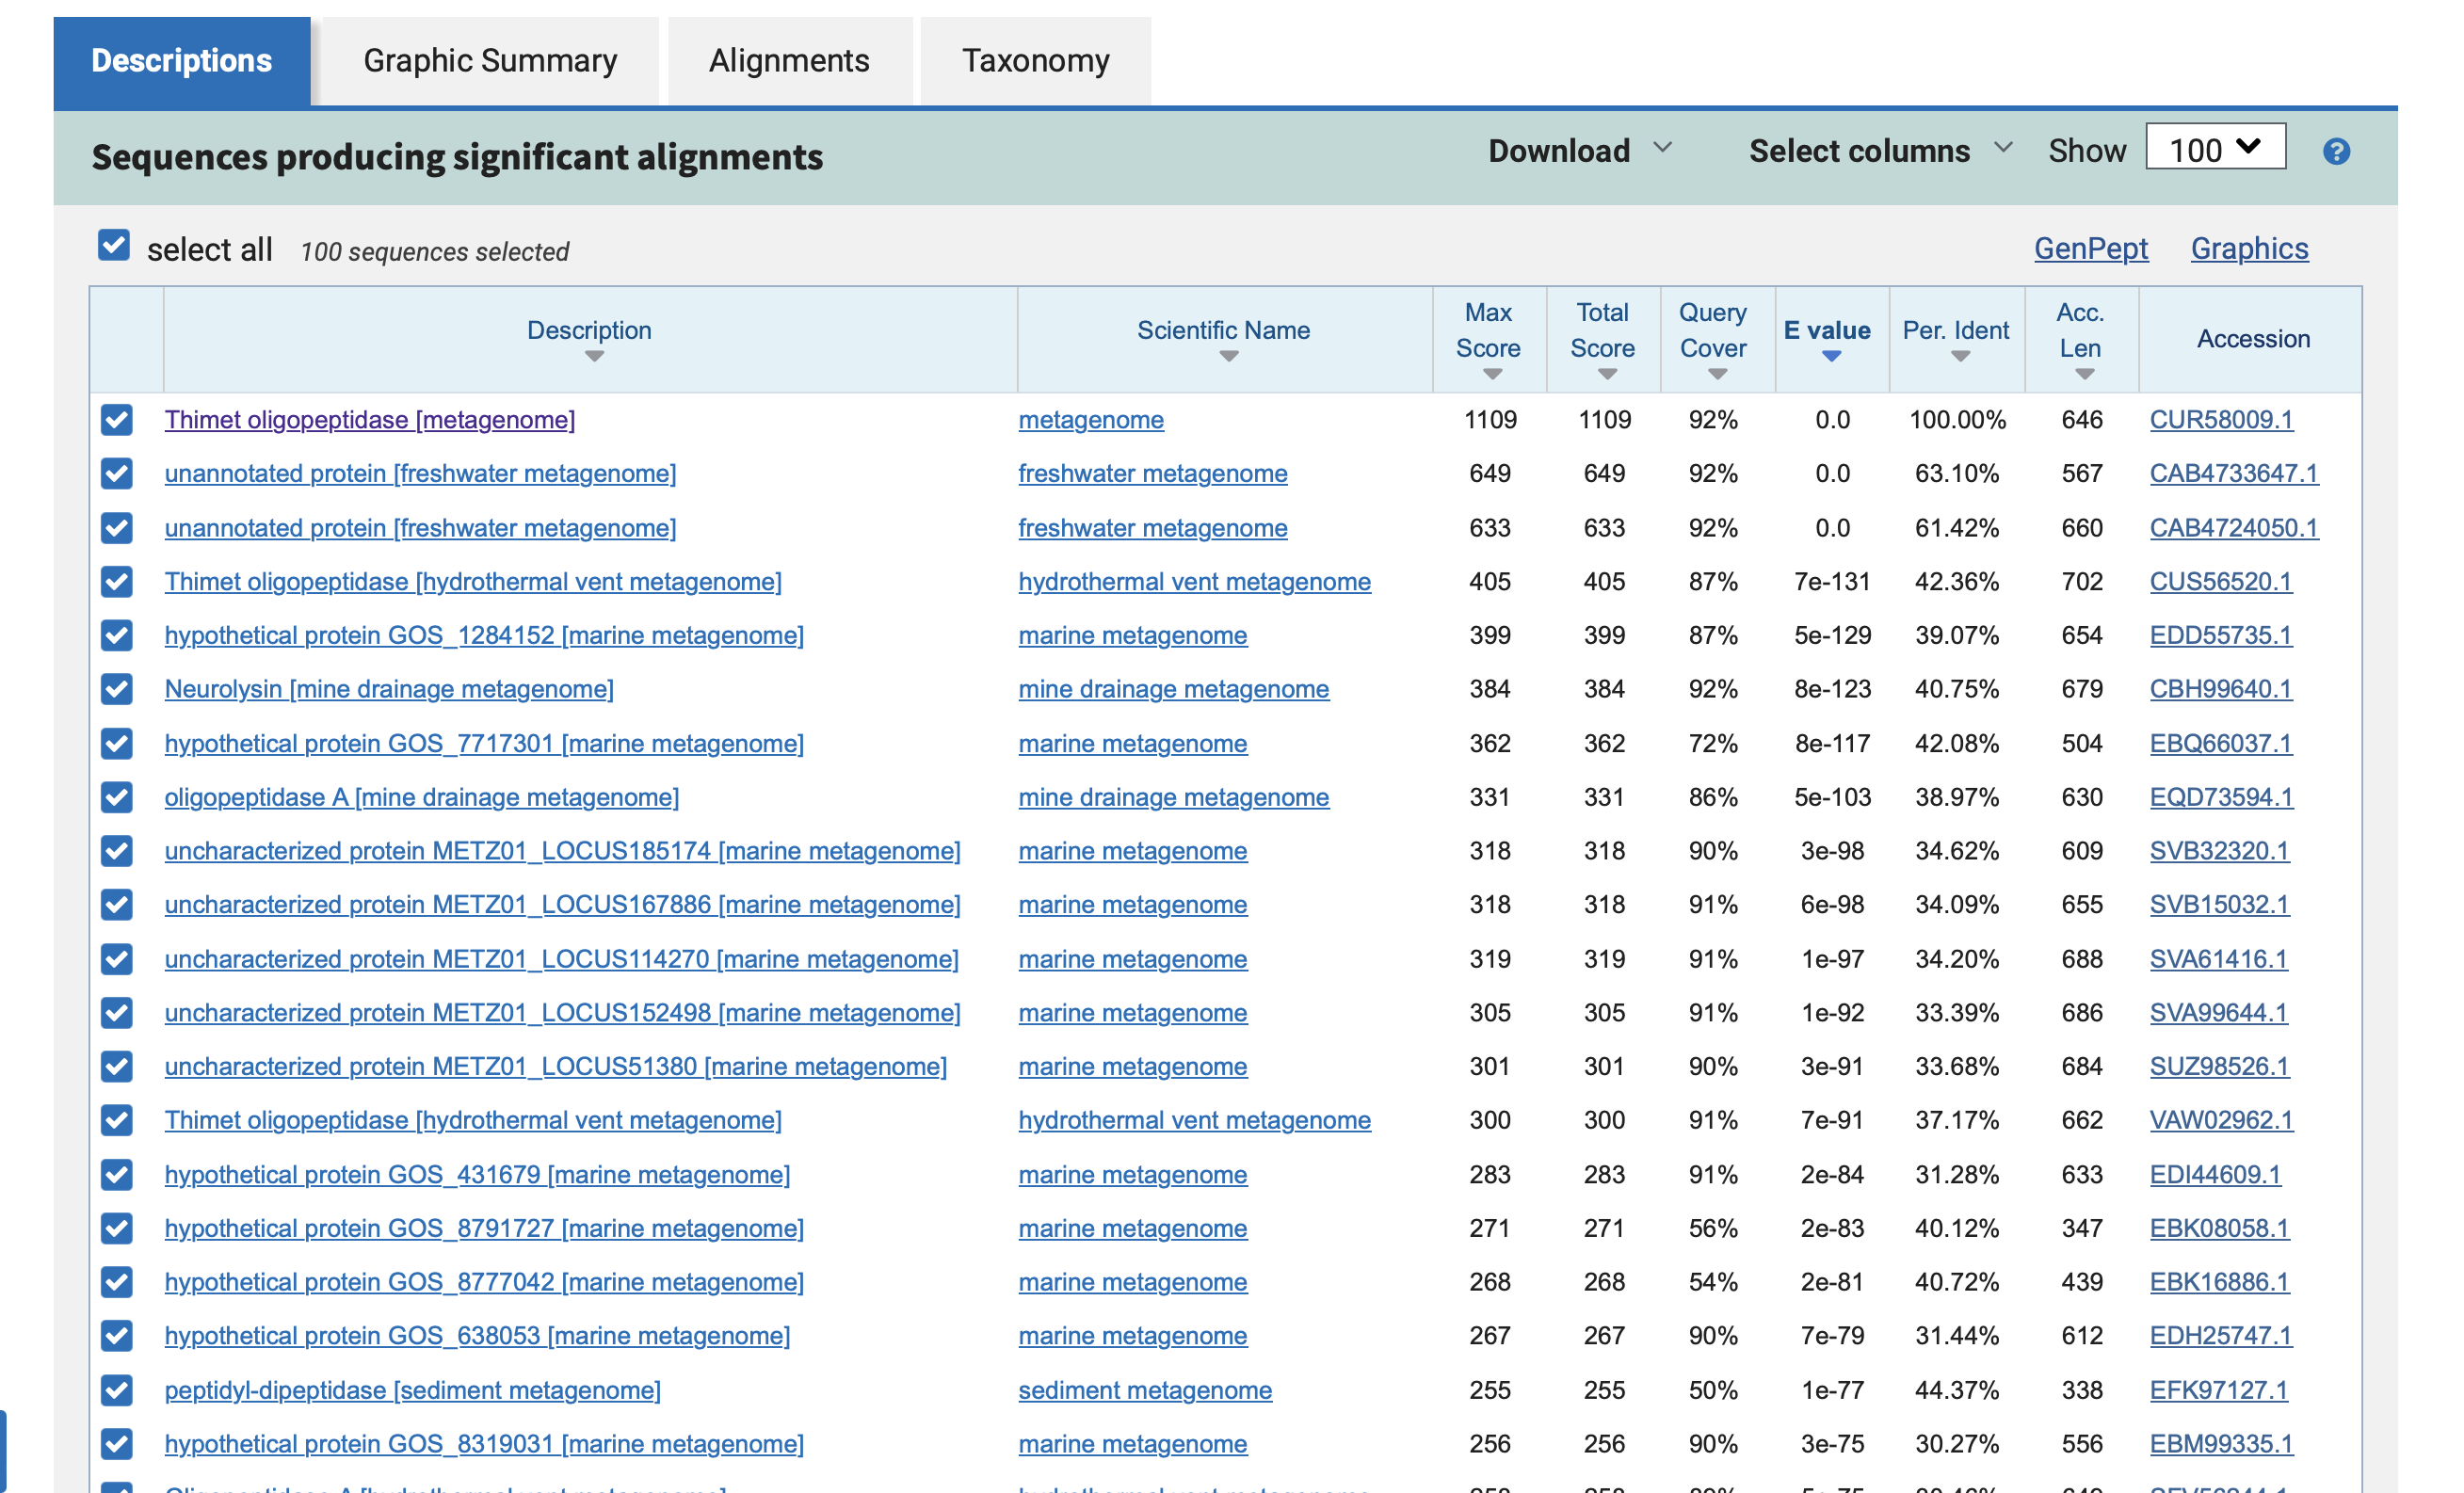 Descriptions Graphic Summary Alignments Taxonomy
Sequences producing significant alignments Download Select columns Show 100 ?
select all 100 sequences selected GenPept Graphics
Description Scientific Name Max Score Total Score Query Cover E value Per. Ident Acc. Len Accession
Thimet oligopeptidase [metagenome] metagenome 1109 1109 92% 0.0 100.00% 646 CUR58009.1
unannotated protein [freshwater metagenome] freshwater metagenome 649 649 92% 0.0 63.10% 567 CAB4733647.1
unannotated protein [freshwater metagenome] freshwater metagenome 633 633 92% 0.0 61.42% 660 CAB4724050.1
Thimet oligopeptidase [hydrothermal vent metagenome] hydrothermal vent metagenome 405 405 87% 7e-131 42.36% 702 CUS56520.1
hypothetical protein GOS_1284152 [marine metagenome] marine metagenome 399 399 87% 5e-129 39.07% 654 EDD55735.1
Neurolysin [mine drainage metagenome] mine drainage metagenome 384 384 92% 8e-123 40.75% 679 CBH99640.1
hypothetical protein GOS_7717301 [marine metagenome] marine metagenome 362 362 72% 8e-117 42.08% 504 EBQ66037.1
oligopeptidase A [mine drainage metagenome] mine drainage metagenome 331 331 86% 5e-103 38.97% 630 EQD73594.1
uncharacterized protein METZ01_LOCUS185174 [marine metagenome] marine metagenome 318 318 90% 3e-98 34.62% 609 SVB32320.1
uncharacterized protein METZ01_LOCUS167886 [marine metagenome] marine metagenome 318 318 91% 6e-98 34.09% 655 SVB15032.1
uncharacterized protein METZ01_LOCUS114270 [marine metagenome] marine metagenome 319 319 91% 1e-97 34.20% 688 SVA61416.1
uncharacterized protein METZ01_LOCUS152498 [marine metagenome] marine metagenome 305 305 91% 1e-92 33.39% 686 SVA99644.1
uncharacterized protein METZ01_LOCUS51380 [marine metagenome] marine metagenome 301 301 90% 3e-91 33.68% 684 SUZ98526.1
Thimet oligopeptidase [hydrothermal vent metagenome] hydrothermal vent metagenome 300 300 91% 7e-91 37.17% 662 VAW02962.1
hypothetical protein GOS_431679 [marine metagenome] marine metagenome 283 283 91% 2e-84 31.28% 633 EDI44609.1
hypothetical protein GOS_8791727 [marine metagenome] marine metagenome 271 271 56% 2e-83 40.12% 347 EBK08058.1
hypothetical protein GOS_8777042 [marine metagenome] marine metagenome 268 268 54% 2e-81 40.72% 439 EBK16886.1
hypothetical protein GOS_638053 [marine metagenome] marine metagenome 267 267 90% 7e-79 31.44% 612 EDH25747.1
peptidyl-dipeptidase [sediment metagenome] sediment metagenome 255 255 50% 1e-77 44.37% 338 EFK97127.1
hypothetical protein GOS_8319031 [marine metagenome] marine metagenome 256 256 90% 3e-75 30.27% 556 EBM99335.1